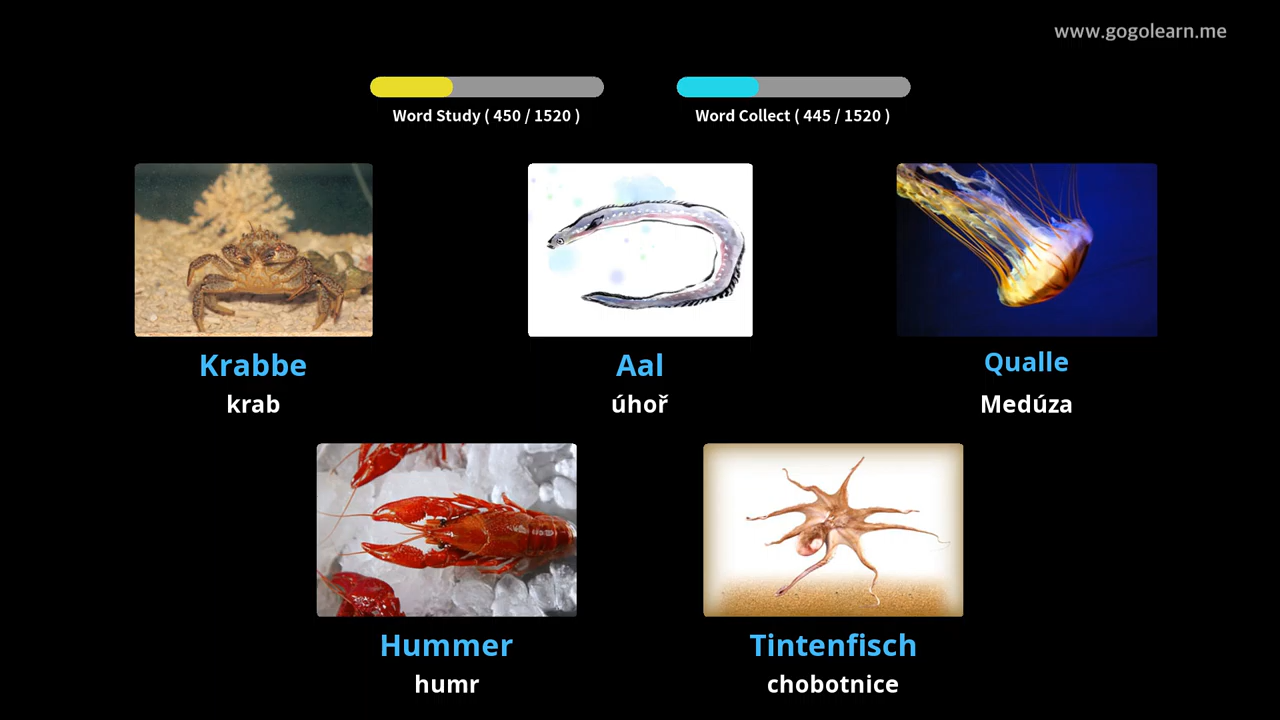 www.gogolearn.me
Word Study ( 450 / 1520 )
Word Collect ( 445 / 1520 )
Krabbe
krab
Aal
úhoř
Qualle
Medúza
Hummer
humr
Tintenfisch
chobotnice